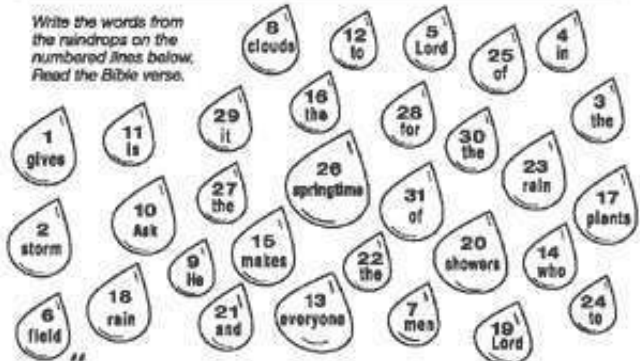 Write the words from
the raindrops on the
numbered lines below.
Read the Bible verse.
8
clouds
12
to
5
Lord
25
of
4
in
1
gives
11
is
29
it
16
the
28
for
30
the
3
the
27
the
26
springtime
31
of
23
rain
17
plants
2
storm
10
Ask
9
He
15
makes
22
the
20
showers
14
who
6
field
18
rain
21
and
13
everyone
7
men
19
Lord
24
to
"